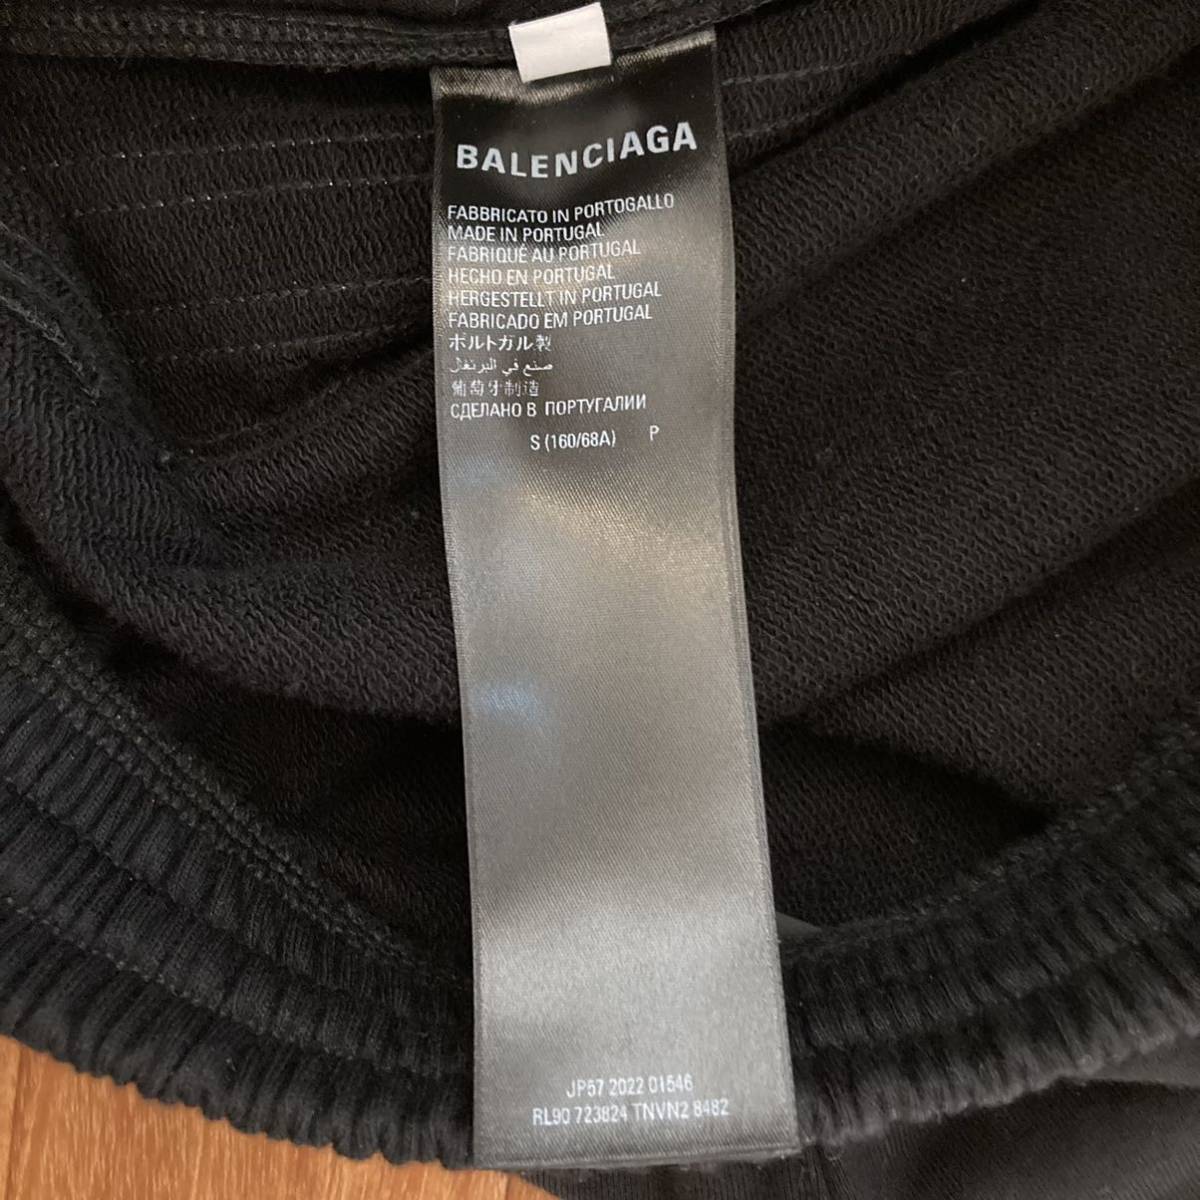 BALENCIAGA
FABBRICATO IN PORTOGALLO
MADE IN PORTUGAL
FABRIQUÉ AU PORTUGAL
HECHO EN PORTUGAL
HERGESTELLT IN PORTUGAL
FABRICADO EM PORTUGAL
ポルトガル製
صنع في البرتغال
葡萄牙制造
СДЕЛАНО В ПОРТУГАЛИИ
S (160/68A) P
JP57 2022 01546
RL90 723824 TNVN2 8482